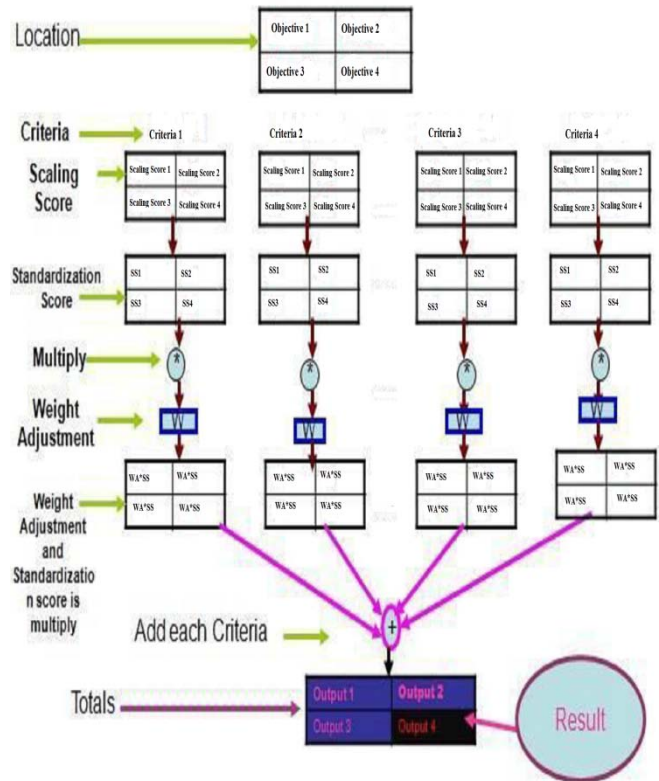 Location
Objective 1 Objective 2
Objective 3 Objective 4
Criteria
Criteria 1 Criteria 2 Criteria 3 Criteria 4
Scaling
Score
Scaling Score 1 Scaling Score 2 Scaling Score 1 Scaling Score 2 Scaling Score 1 Scaling Score 2 Scaling Score 1 Scaling Score 2
Scaling Score 3 Scaling Score 4 Scaling Score 3 Scaling Score 4 Scaling Score 3 Scaling Score 4 Scaling Score 3 Scaling Score 4
Standardization
Score
SS1 SS2 SS1 SS2 SS1 SS2 SS1 SS2
SS3 SS4 SS3 SS4 SS3 SS4 SS3 SS4
Multiply
* * * *
Weight
Adjustment
W W W W
WA*SS WA*SS WA*SS WA*SS WA*SS WA*SS WA*SS WA*SS
WA*SS WA*SS WA*SS WA*SS WA*SS WA*SS WA*SS WA*SS
Weight
Adjustment
and
Standardizatio
n score is
multiply
Add each Criteria
+
Totals
Output 1 Output 2
Output 3 Output 4
Result